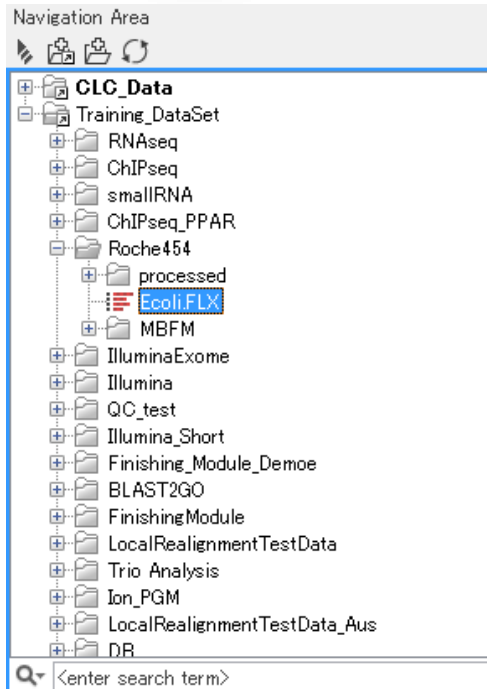 Navigation Area
CLC_Data
Training_DataSet
RNAseq
ChIPseq
smallRNA
ChIPseq_PPAR
Roche454
processed
Ecoli.FLX
MBFM
IlluminaExome
Illumina
QC_test
Illumina_Short
Finishing_Module_Demoe
BLAST2GO
FinishingModule
LocalRealignmentTestData
Trio Analysis
Ion_PGM
LocalRealignmentTestData_Aus
DB
<enter search term>